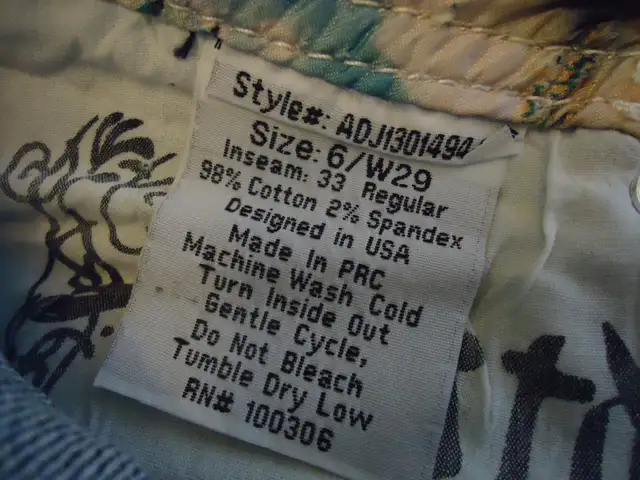 Style#: ADJ1301494
Size: 6/W29
Inseam: 33 Regular
98% Cotton 2% Spandex
Designed in USA
Made In PRC
Machine Wash Cold
Turn Inside Out
Gentle Cycle,
Do Not Bleach
Tumble Dry Low
RN# 100306